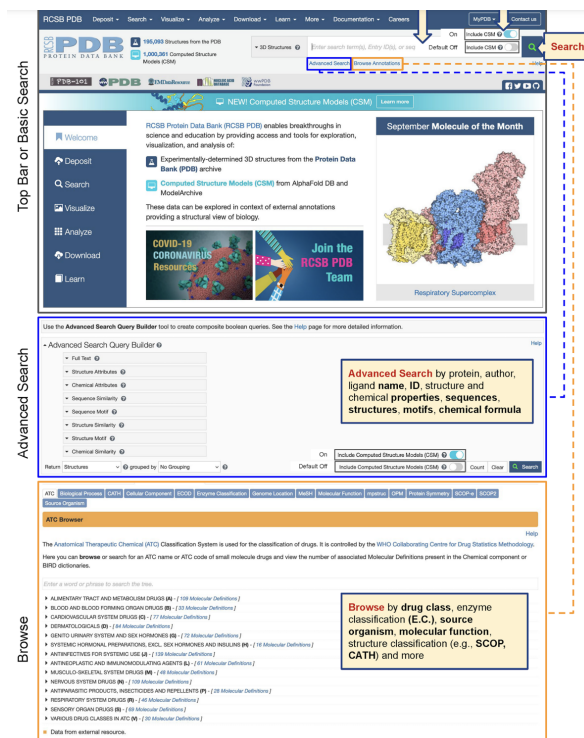 RCSB PDB Deposit Search Visualize Analyze Download Learn More Documentation Careers MyPDB Contact us
PDB
PROTEIN DATA BANK
195,093 Structures from the PDB
1,000,361 Computed Structure
Models (CSM)
3D Structures
Enter search term(s), Entry ID(s), or seq
On Include CSM
Default Off Include CSM
Search
Advanced Search Browse Annotations
Help
PDB-101 PDB EMDataResource
NEW! Computed Structure Models (CSM) Learn more
Top Bar or Basic Search
Welcome
Deposit
Search
Visualize
Analyze
Download
Learn
RCSB Protein Data Bank (RCSB PDB) enables breakthroughs in
science and education by providing access and tools for exploration,
visualization, and analysis of:
Experimentally-determined 3D structures from the Protein Data
Bank (PDB) archive
Computed Structure Models (CSM) from AlphaFold DB and
ModelArchive
These data can be explored in context of external annotations
providing a structural view of biology.
COVID-19
CORONAVIRUS
Resources
Join the
RCSB PDB
Team
September Molecule of the Month
Respiratory Supercomplex
Advanced Search
Use the Advanced Search Query Builder tool to create composite boolean queries. See the Help page for more detailed information.
Advanced Search Query Builder
Help
Full Text
Structure Attributes
Chemical Attributes
Sequence Similarity
Sequence Motif
Structure Similarity
Structure Motif
Chemical Similarity
Advanced Search by protein, author,
ligand name, ID, structure and
chemical properties, sequences,
structures, motifs, chemical formula
On Include Computed Structure Models (CSM)
Return Structures grouped by No Grouping
Default Off Include Computed Structure Models (CSM) Count Clear Search
Browse
ATC Biological Process CATH Cellular Component ECOD Enzyme Classification Genome Location MeSH Molecular Function mpstruc OPM Protein Symmetry SCOP-e SCOP2
Source Organism
ATC Browser
Help
The Anatomical Therapeutic Chemical (ATC) Classification System is used for the classification of drugs. It is controlled by the WHO Collaborating Centre for Drug Statistics Methodology.
Here you can browse or search for an ATC name or ATC code of small molecule drugs and view the number of associated Molecular Definitions present in the Chemical component or
BIRD dictionaries.
Enter a word or phrase to search the tree.
ALIMENTARY TRACT AND METABOLISM DRUGS (A) - [ 109 Molecular Definitions ]
BLOOD AND BLOOD FORMING ORGAN DRUGS (B) - [ 33 Molecular Definitions ]
CARDIOVASCULAR SYSTEM DRUGS (C) - [ 77 Molecular Definitions ]
DERMATOLOGICALS (D) - [ 84 Molecular Definitions ]
GENITO URINARY SYSTEM AND SEX HORMONES (G) - [ 70 Molecular Definitions ]
SYSTEMIC HORMONAL PREPARATIONS, EXCL. SEX HORMONES AND INSULINS (H) - [ 16 Molecular Definitions ]
ANTIINFECTIVES FOR SYSTEMIC USE (J) - [ 139 Molecular Definitions ]
ANTINEOPLASTIC AND IMMUNOMODULATING AGENTS (L) - [ 161 Molecular Definitions ]
MUSCULO-SKELETAL SYSTEM DRUGS (M) - [ 48 Molecular Definitions ]
NERVOUS SYSTEM DRUGS (N) - [ 109 Molecular Definitions ]
ANTIPARASITIC PRODUCTS, INSECTICIDES AND REPELLENTS (P) - [ 28 Molecular Definitions ]
RESPIRATORY SYSTEM DRUGS (R) - [ 46 Molecular Definitions ]
SENSORY ORGAN DRUGS (S) - [ 69 Molecular Definitions ]
VARIOUS DRUG CLASSES IN ATC (V) - [ 35 Molecular Definitions ]
Data from external resource.
Browse by drug class, enzyme
classification (E.C.), source
organism, molecular function,
structure classification (e.g., SCOP,
CATH) and more